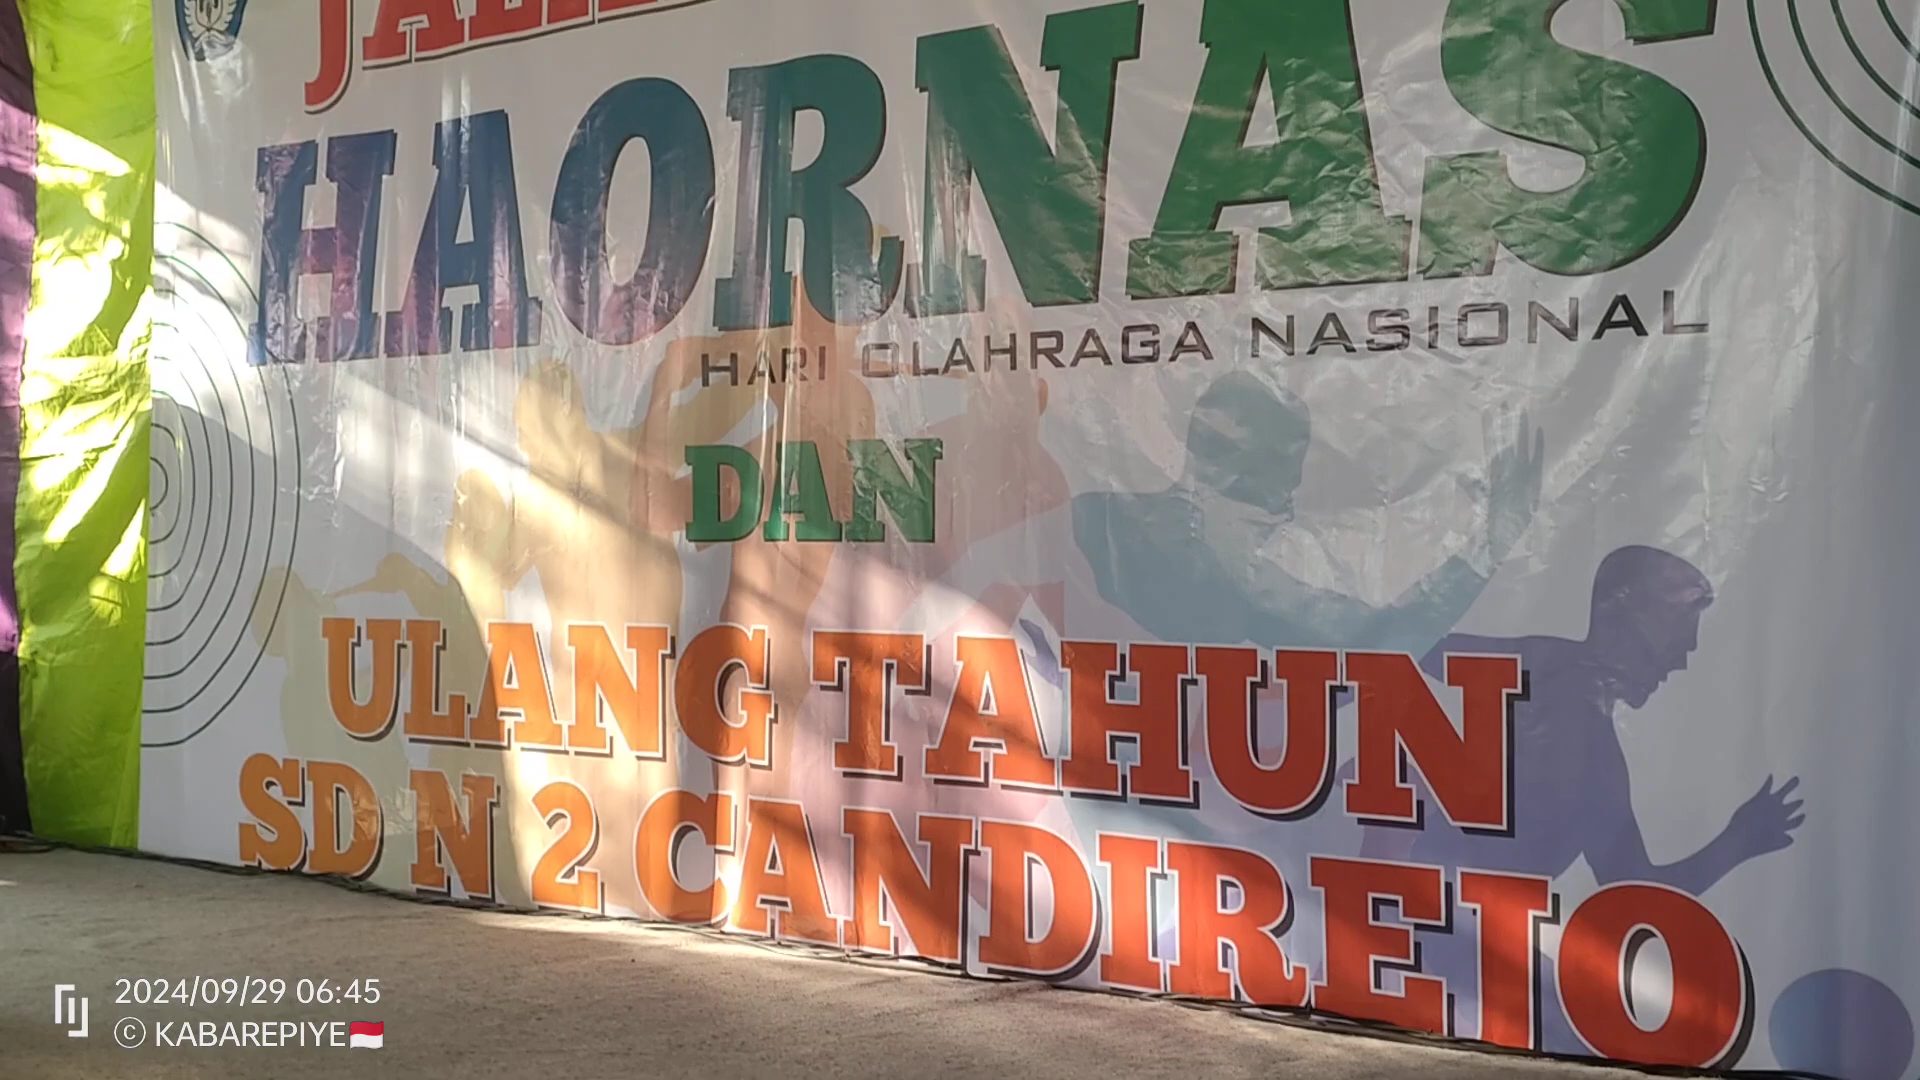 HAORNAS
HARI OLAHRAGA NASIONAL
DAN
ULANG TAHUN
SD N 2 CANDIREJO
2024/09/29 06:45
© KABAREPIYE🇮🇩